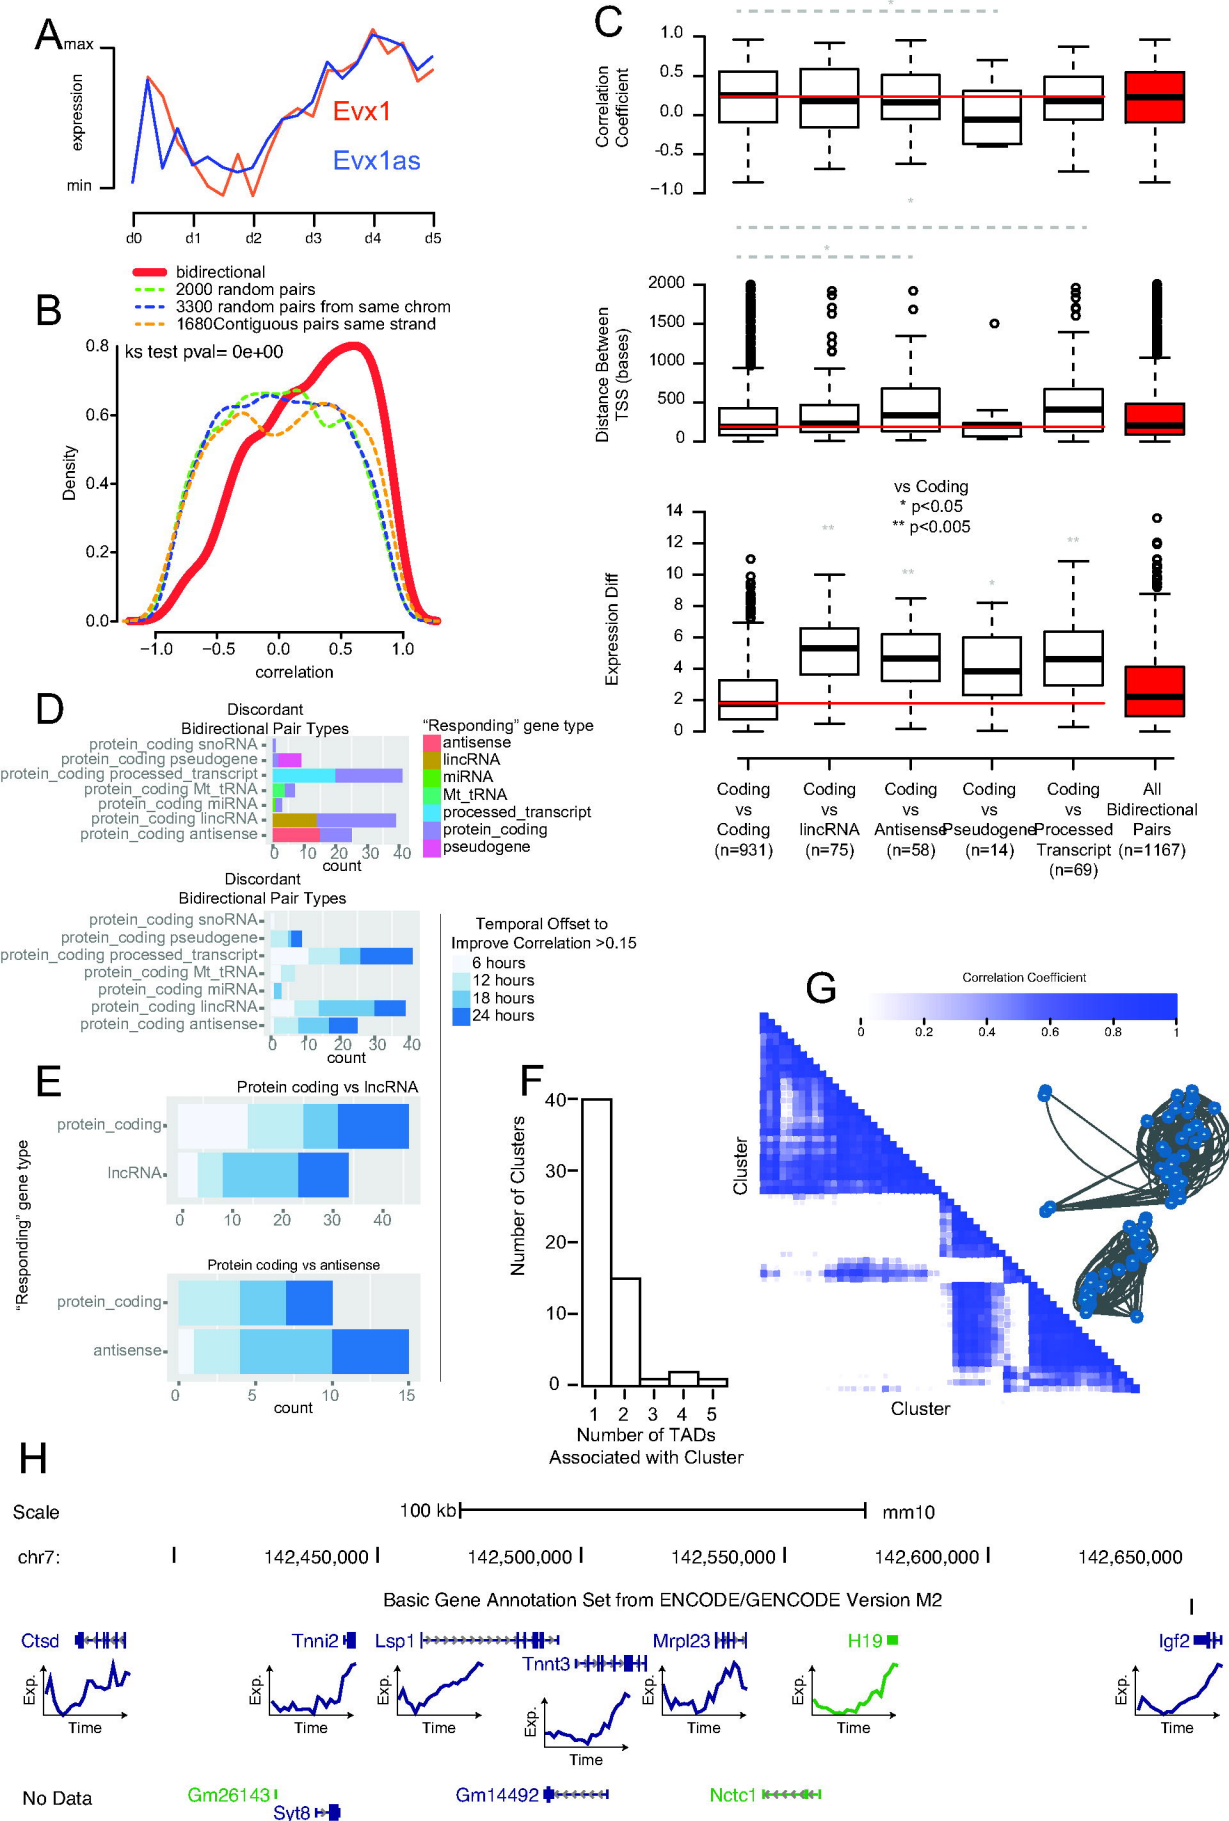 A
max
expression
min
Evx1
Evx1as
d0 d1 d2 d3 d4 d5
B
bidirectional
2000 random pairs
3300 random pairs from same chrom
1680Contiguous pairs same strand
ks test pval= 0e+00
0.8
0.6
0.4
0.2
0.0
Density
−1.0 −0.5 0.0 0.5 1.0
correlation
C
*
1.0
0.5
0.0
−0.5
−1.0
Correlation
Coefficient
*
*
2000
1500
1000
500
0
Distance Between
TSS (bases)
vs Coding
* p<0.05
** p<0.005
14
12
10
8
6
4
2
0
Expression Diff
** ** * **
Coding
vs
Coding
(n=931)
Coding
vs
lincRNA
(n=75)
Coding
vs
Antisense
(n=58)
Coding
vs
Pseudogene
(n=14)
Coding
vs
Processed
Transcript
(n=69)
All
Bidirectional
Pairs
(n=1167)
D
Discordant
Bidirectional Pair Types
protein_coding snoRNA
protein_coding pseudogene
protein_coding processed_transcript
protein_coding Mt_tRNA
protein_coding miRNA
protein_coding lincRNA
protein_coding antisense
0 10 20 30 40
count
“Responding” gene type
antisense
lincRNA
miRNA
Mt_tRNA
processed_transcript
protein_coding
pseudogene
Discordant
Bidirectional Pair Types
protein_coding snoRNA
protein_coding pseudogene
protein_coding processed_transcript
protein_coding Mt_tRNA
protein_coding miRNA
protein_coding lincRNA
protein_coding antisense
0 10 20 30 40
count
Temporal Offset to
Improve Correlation >0.15
6 hours
12 hours
18 hours
24 hours
E
Protein coding vs lncRNA
protein_coding
lncRNA
0 10 20 30 40
“Responding” gene type
Protein coding vs antisense
protein_coding
antisense
0 5 10 15
count
F
40
30
20
10
0
Number of Clusters
1 2 3 4 5
Number of TADs
Associated with Cluster
G
Correlation Coefficient
0 0.2 0.4 0.6 0.8 1
Cluster
Cluster
H
Scale
100 kb
mm10
chr7:
142,450,000
142,500,000
142,550,000
142,600,000
142,650,000
Basic Gene Annotation Set from ENCODE/GENCODE Version M2
Ctsd
Tnni2
Lsp1
Tnnt3
Mrpl23
H19
Igf2
Exp.
Time
Exp.
Time
Exp.
Time
Exp.
Time
Exp.
Time
Exp.
Time
Exp.
Time
No Data
Gm26143
Syt8
Gm14492
Nctc1